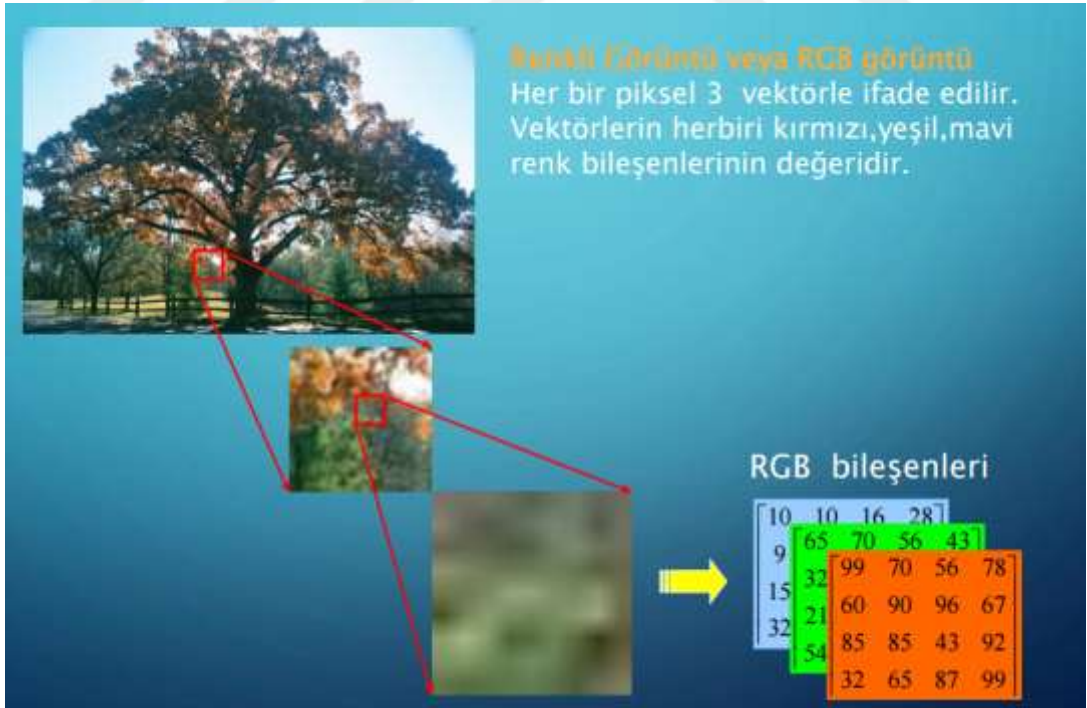 Renkli Görüntü veya RGB görüntü
Her bir piksel 3 vektörle ifade edilir.
Vektörlerin herbiri kırmızı,yeşil,mavi
renk bileşenlerinin değeridir.
RGB bileşenleri
10 10 16 28
9
15
32
65 70 56 43
32
21
54
99 70 56 78
60 90 96 67
85 85 43 92
32 65 87 99